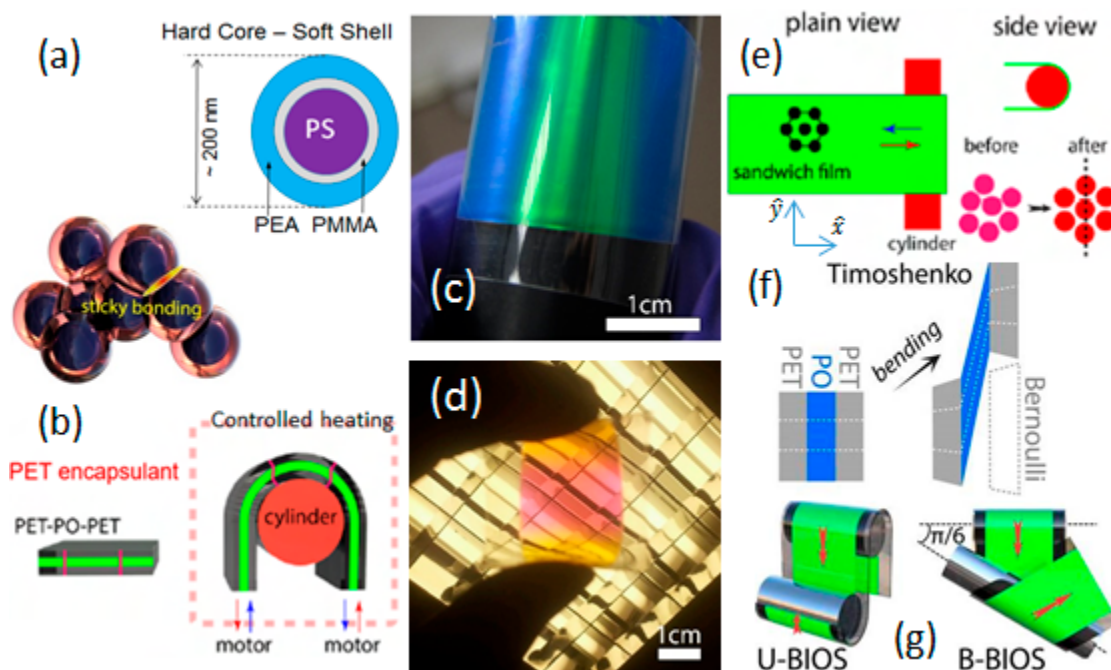 (a)
Hard Core – Soft Shell
~ 200 nm
PS
PEA PMMA
sticky bonding
(b)
Controlled heating
PET encapsulant
PET-PO-PET
cylinder
motor
motor
(c)
1cm
(d)
1cm
(e)
plain view
side view
sandwich film
before
after
ŷ
x̂
cylinder
(f)
Timoshenko
PET
PO
PET
bending
Bernoulli
π/6
U-BIOS
(g)
B-BIOS